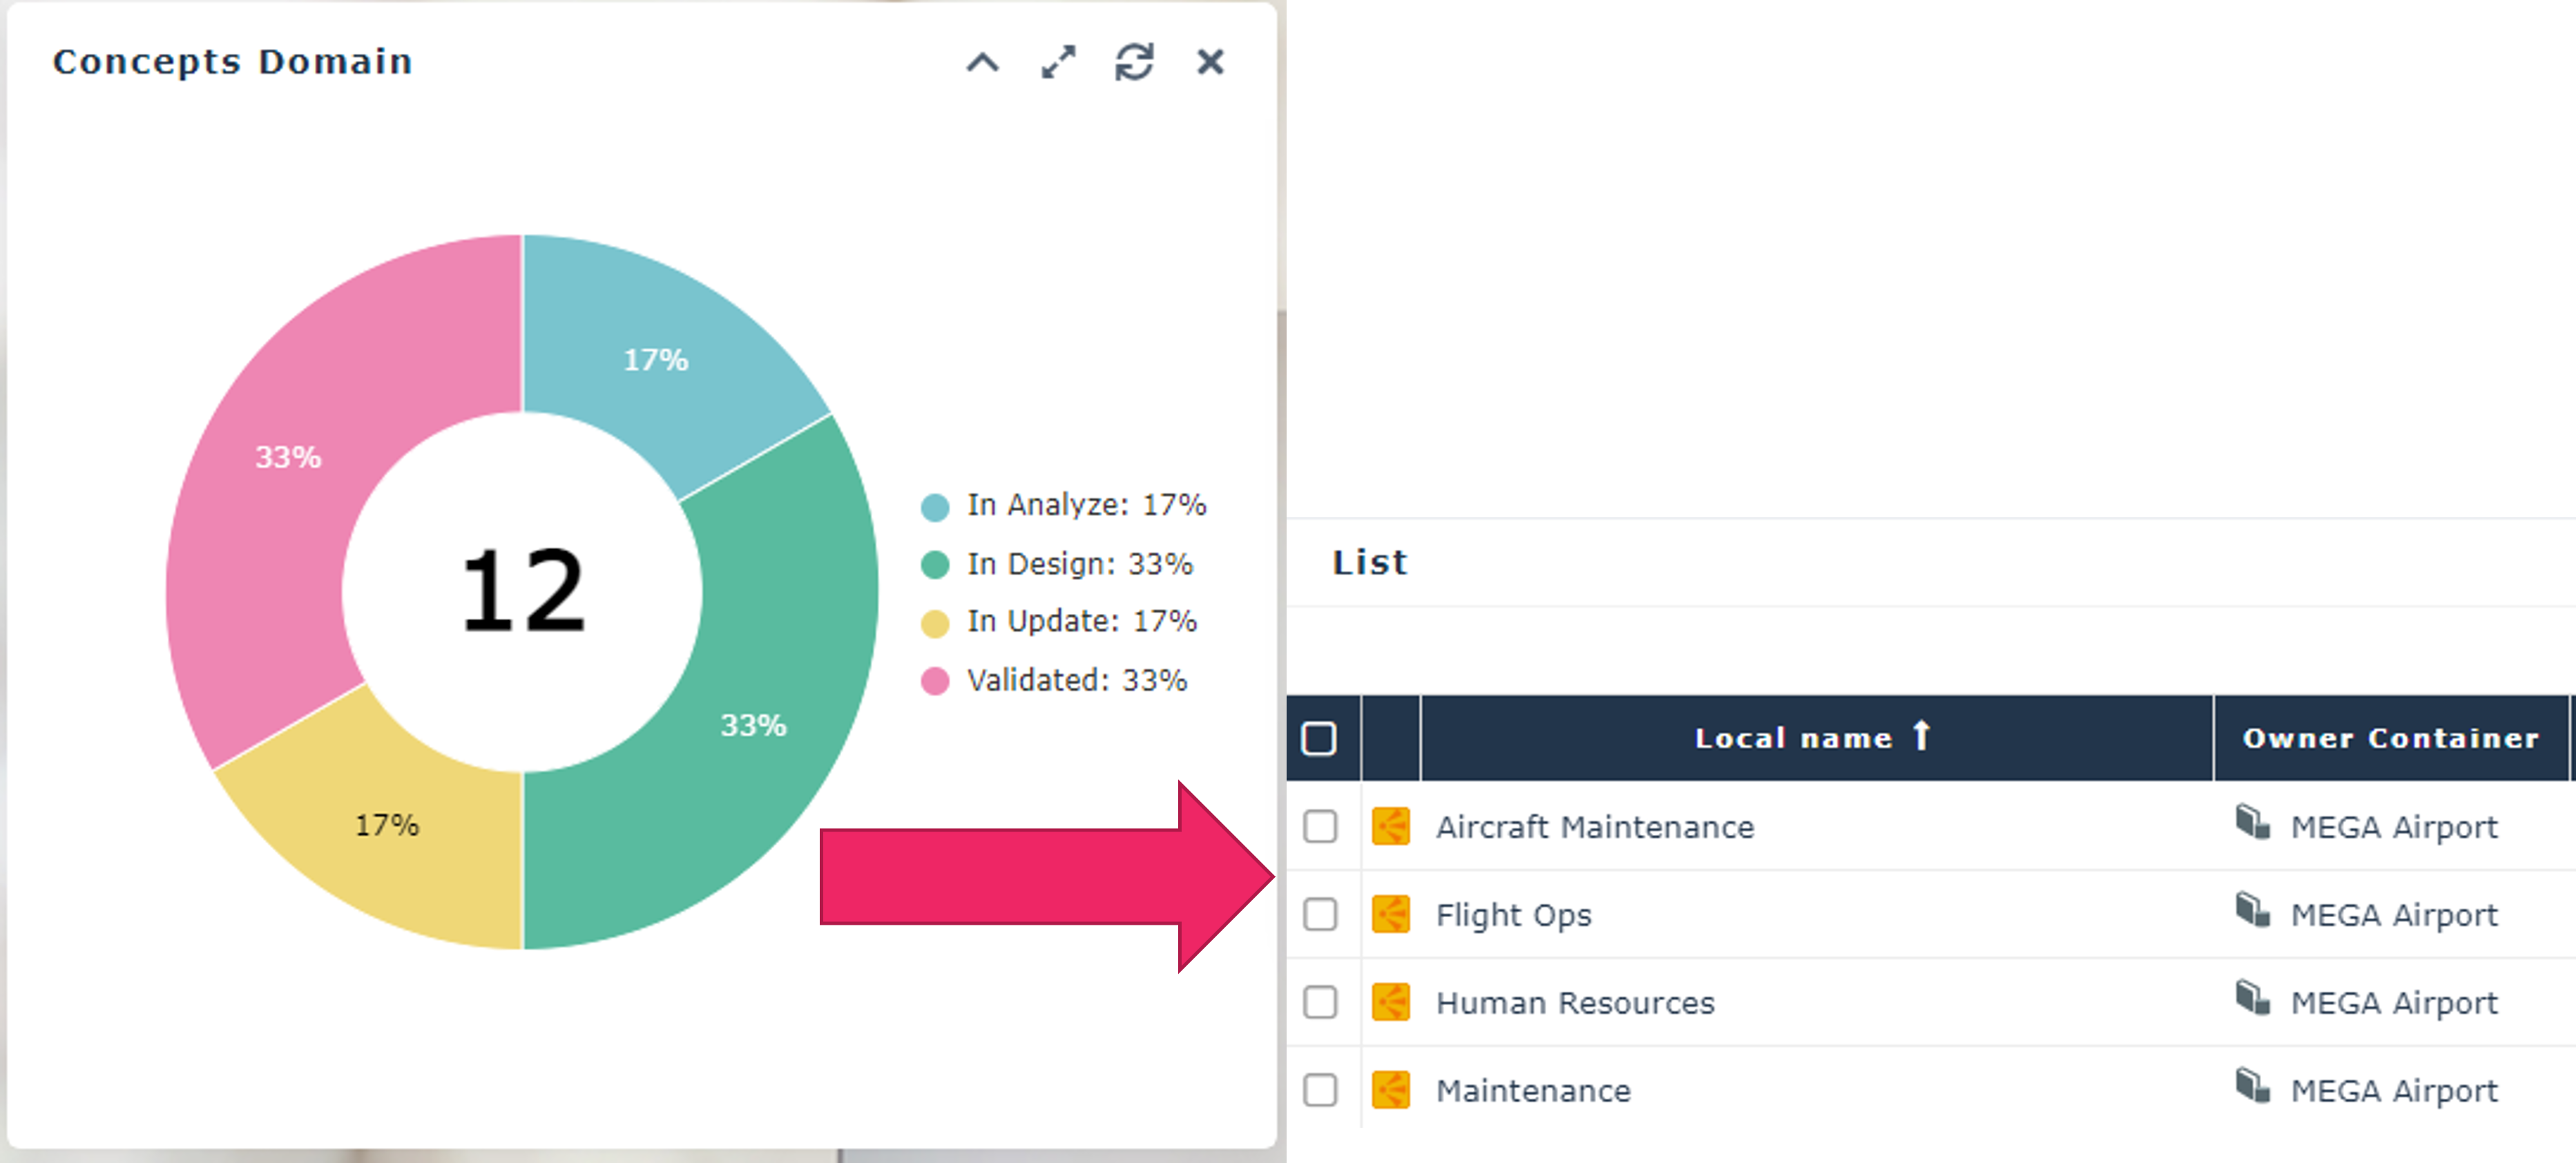 Concepts Domain
17%
33%
12
33%
17%
In Analyze: 17%
In Design: 33%
In Update: 17%
Validated: 33%
List
Local name ↑ Owner Container
Aircraft Maintenance MEGA Airport
Flight Ops MEGA Airport
Human Resources MEGA Airport
Maintenance MEGA Airport